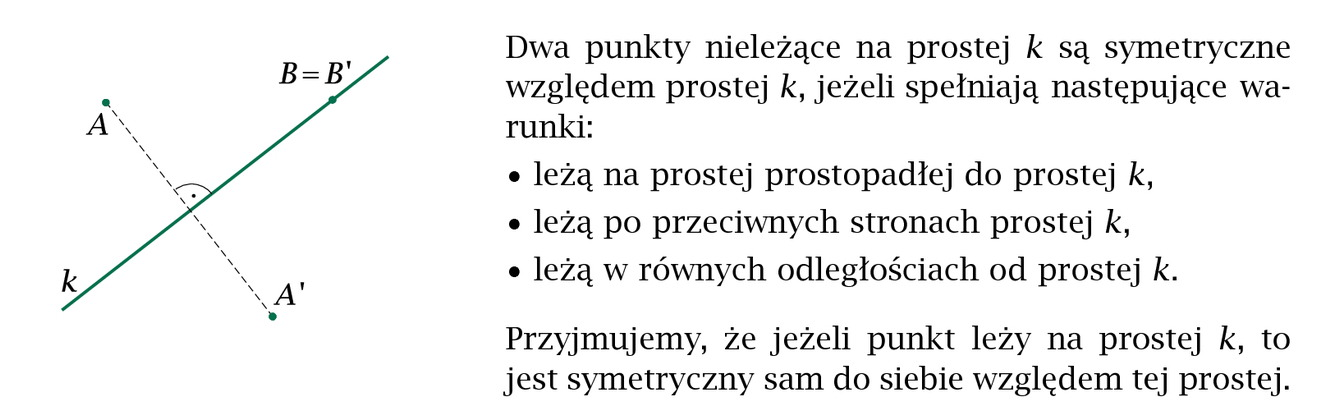 B = B'
A
k
A'
Dwa punkty nieleżące na prostej k są symetryczne
względem prostej k, jeżeli spełniają następujące wa-
runki:
• leżą na prostej prostopadłej do prostej k,
• leżą po przeciwnych stronach prostej k,
• leżą w równych odległościach od prostej k.
Przyjmujemy, że jeżeli punkt leży na prostej k, to
jest symetryczny sam do siebie względem tej prostej.